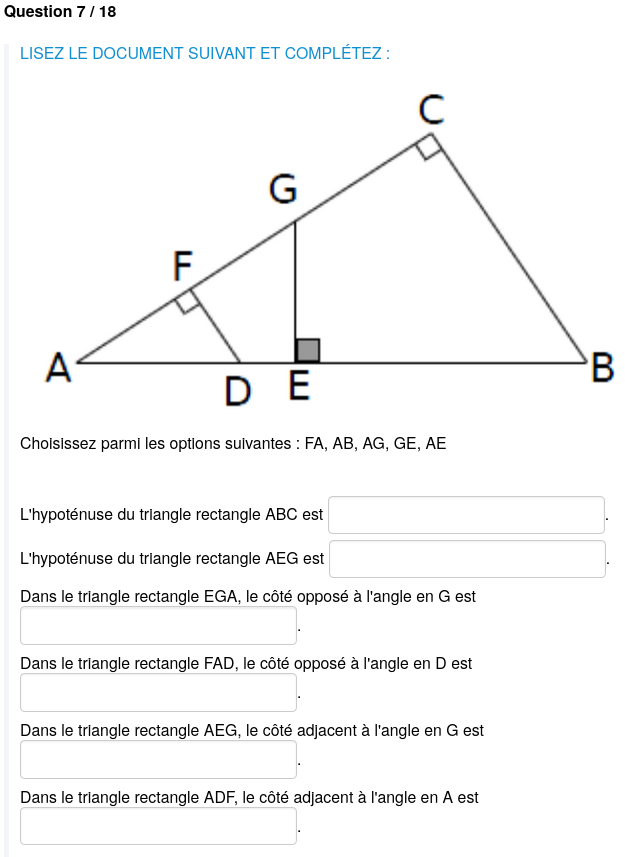 Question 7 / 18
LISEZ LE DOCUMENT SUIVANT ET COMPLÉTEZ :
C
G
F
A
B
D
E
Choisissez parmi les options suivantes : FA, AB, AG, GE, AE
L'hypoténuse du triangle rectangle ABC est .
L'hypoténuse du triangle rectangle AEG est .
Dans le triangle rectangle EGA, le côté opposé à l'angle en G est
.
Dans le triangle rectangle FAD, le côté opposé à l'angle en D est
.
Dans le triangle rectangle AEG, le côté adjacent à l'angle en G est
.
Dans le triangle rectangle ADF, le côté adjacent à l'angle en A est
.